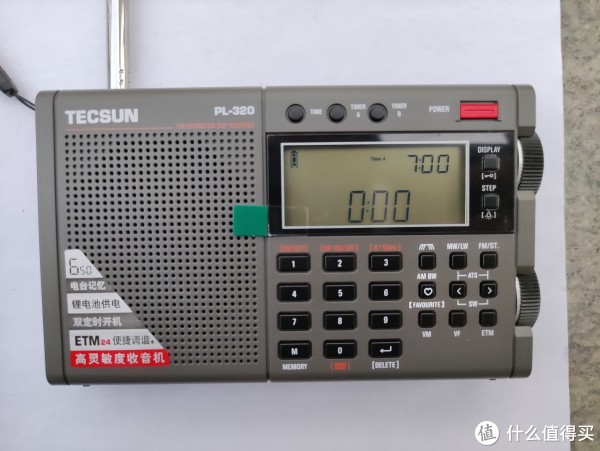 TECSUN
PL-320
TIME
TIMER A
TIMER B
POWER
Timer A
7:00
0:00
DISPLAY
STEP
650
电台记忆
锂电池供电
双定时开机
ETM24 便捷调谐
高灵敏度收音机
1
2
3
4
5
6
7
8
9
M
0
MEMORY
[DELETE]
MW/LW
FM/ST.
AM BW
ATS
[FAVOURITE]
SW
VM
VF
ETM
值 什么值得买